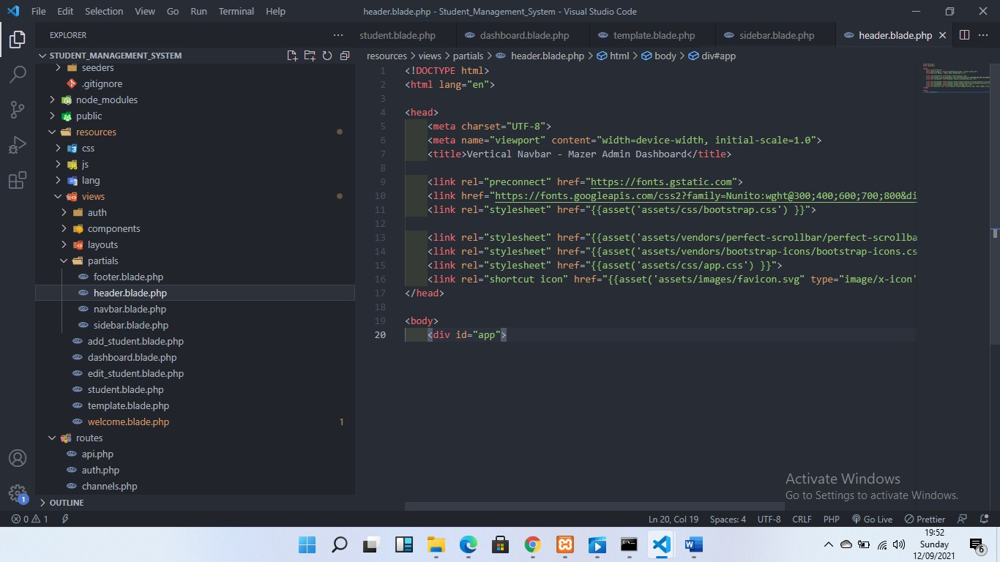 File Edit Selection View Go Run Terminal Help header.blade.php - Student_Management_System - Visual Studio Code
EXPLORER ··· student.blade.php dashboard.blade.php template.blade.php sidebar.blade.php header.blade.php
STUDENT_MANAGEMENT_SYSTEM
resources > views > partials > header.blade.php > html > body > div#app
seeders
.gitignore
node_modules
public
resources
css
js
lang
views
auth
components
layouts
partials
footer.blade.php
header.blade.php
navbar.blade.php
sidebar.blade.php
add_student.blade.php
dashboard.blade.php
edit_student.blade.php
student.blade.php
template.blade.php
welcome.blade.php 1
routes
api.php
auth.php
channels.php
OUTLINE
1 <!DOCTYPE html>
2 <html lang="en">
3
4 <head>
5 <meta charset="UTF-8">
6 <meta name="viewport" content="width=device-width, initial-scale=1.0">
7 <title>Vertical Navbar - Mazer Admin Dashboard</title>
8
9 <link rel="preconnect" href="https://fonts.gstatic.com">
10 <link href="https://fonts.googleapis.com/css2?family=Nunito:wght@300;400;600;700;800&di
11 <link rel="stylesheet" href="{{asset('assets/css/bootstrap.css') }}">
12
13 <link rel="stylesheet" href="{{asset('assets/vendors/perfect-scrollbar/perfect-scrollba
14 <link rel="stylesheet" href="{{asset('assets/vendors/bootstrap-icons/bootstrap-icons.cs
15 <link rel="stylesheet" href="{{asset('assets/css/app.css') }}">
16 <link rel="shortcut icon" href="{{asset('assets/images/favicon.svg" type="image/x-icon'
17 </head>
18
19 <body>
20 <div id="app">
Activate Windows
Go to Settings to activate Windows.
1
0 1 Ln 20, Col 19 Spaces: 4 UTF-8 CRLF PHP Go Live Prettier
19:52
Sunday
12/09/2021
6